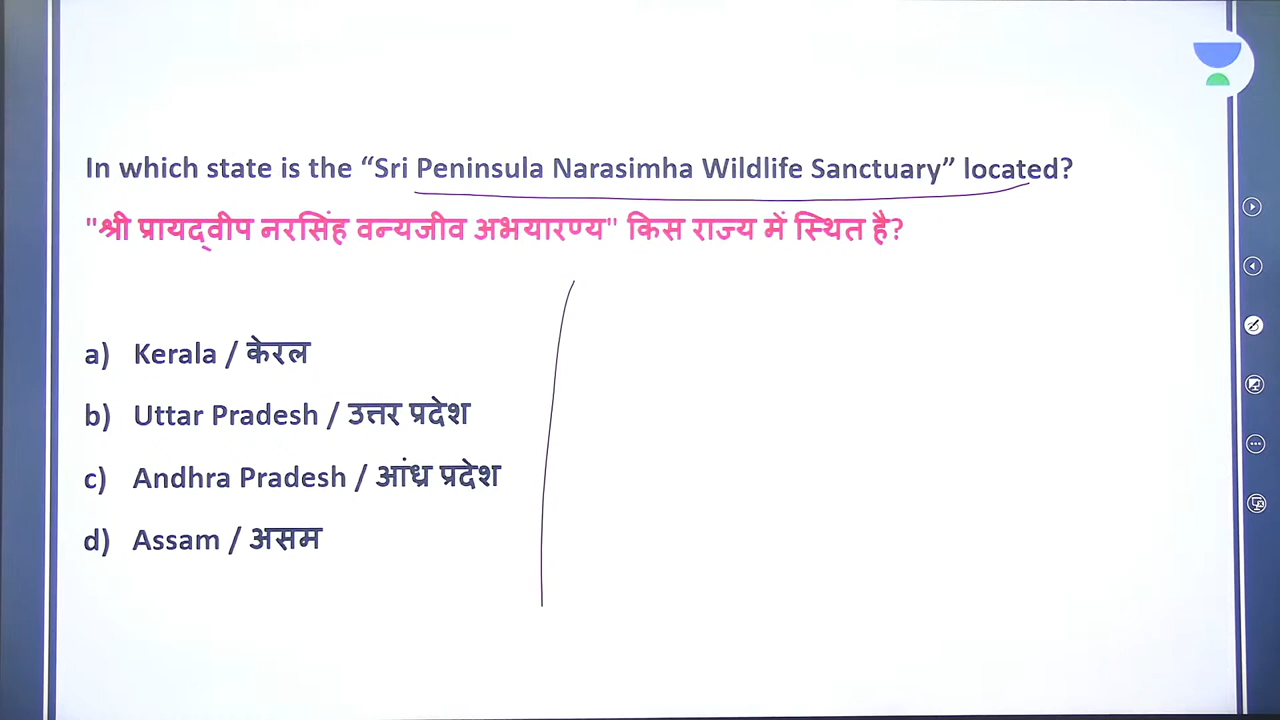 In which state is the “Sri Peninsula Narasimha Wildlife Sanctuary” located?
"श्री प्रायद्वीप नरसिंह वन्यजीव अभयारण्य" किस राज्य में स्थित है?
a) Kerala / केरल
b) Uttar Pradesh / उत्तर प्रदेश
c) Andhra Pradesh / आंध्र प्रदेश
d) Assam / असम